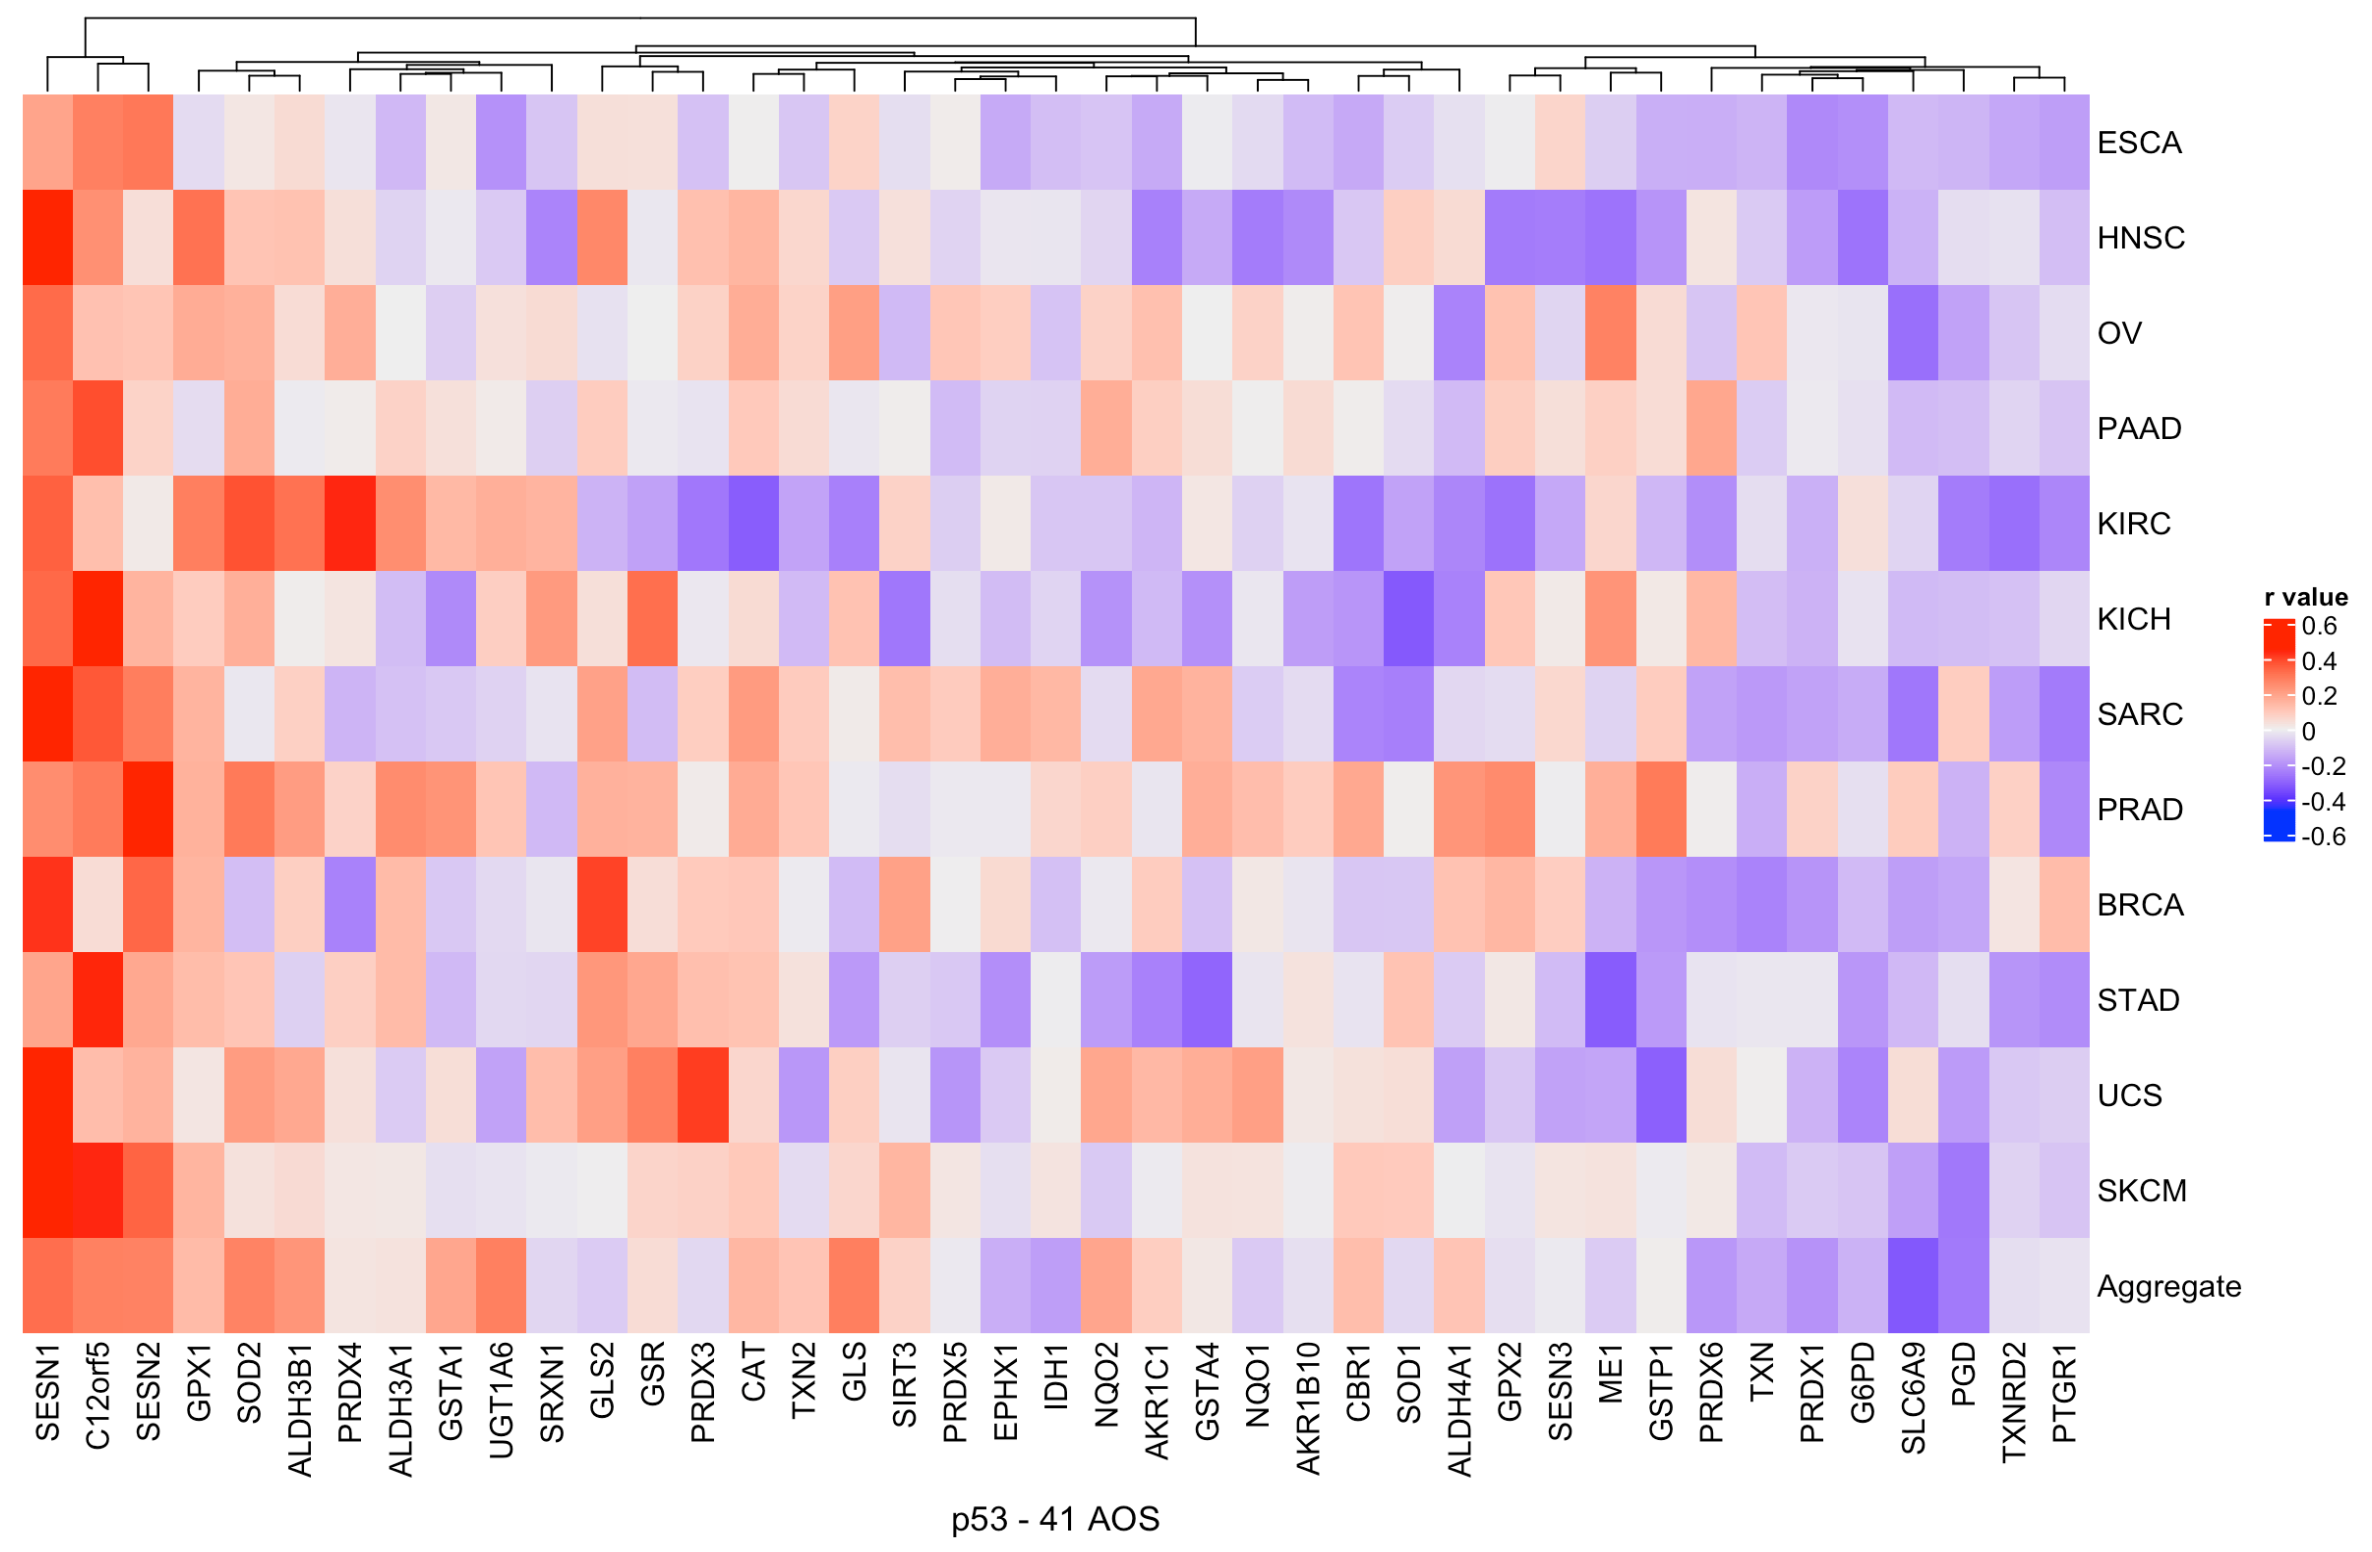 ESCA
HNSC
OV
PAAD
KIRC
KICH
SARC
PRAD
BRCA
STAD
UCS
SKCM
Aggregate
r value
0.6
0.4
0.2
0
-0.2
-0.4
-0.6
SESN1
C12orf5
SESN2
GPX1
SOD2
ALDH3B1
PRDX4
ALDH3A1
GSTA1
UGT1A6
SRXN1
GLS2
GSR
PRDX3
CAT
TXN2
GLS
SIRT3
PRDX5
EPHX1
IDH1
NQO2
AKR1C1
GSTA4
NQO1
AKR1B10
CBR1
SOD1
ALDH4A1
GPX2
SESN3
ME1
GSTP1
PRDX6
TXN
PRDX1
G6PD
SLC6A9
PGD
TXNRD2
PTGR1
p53 - 41 AOS